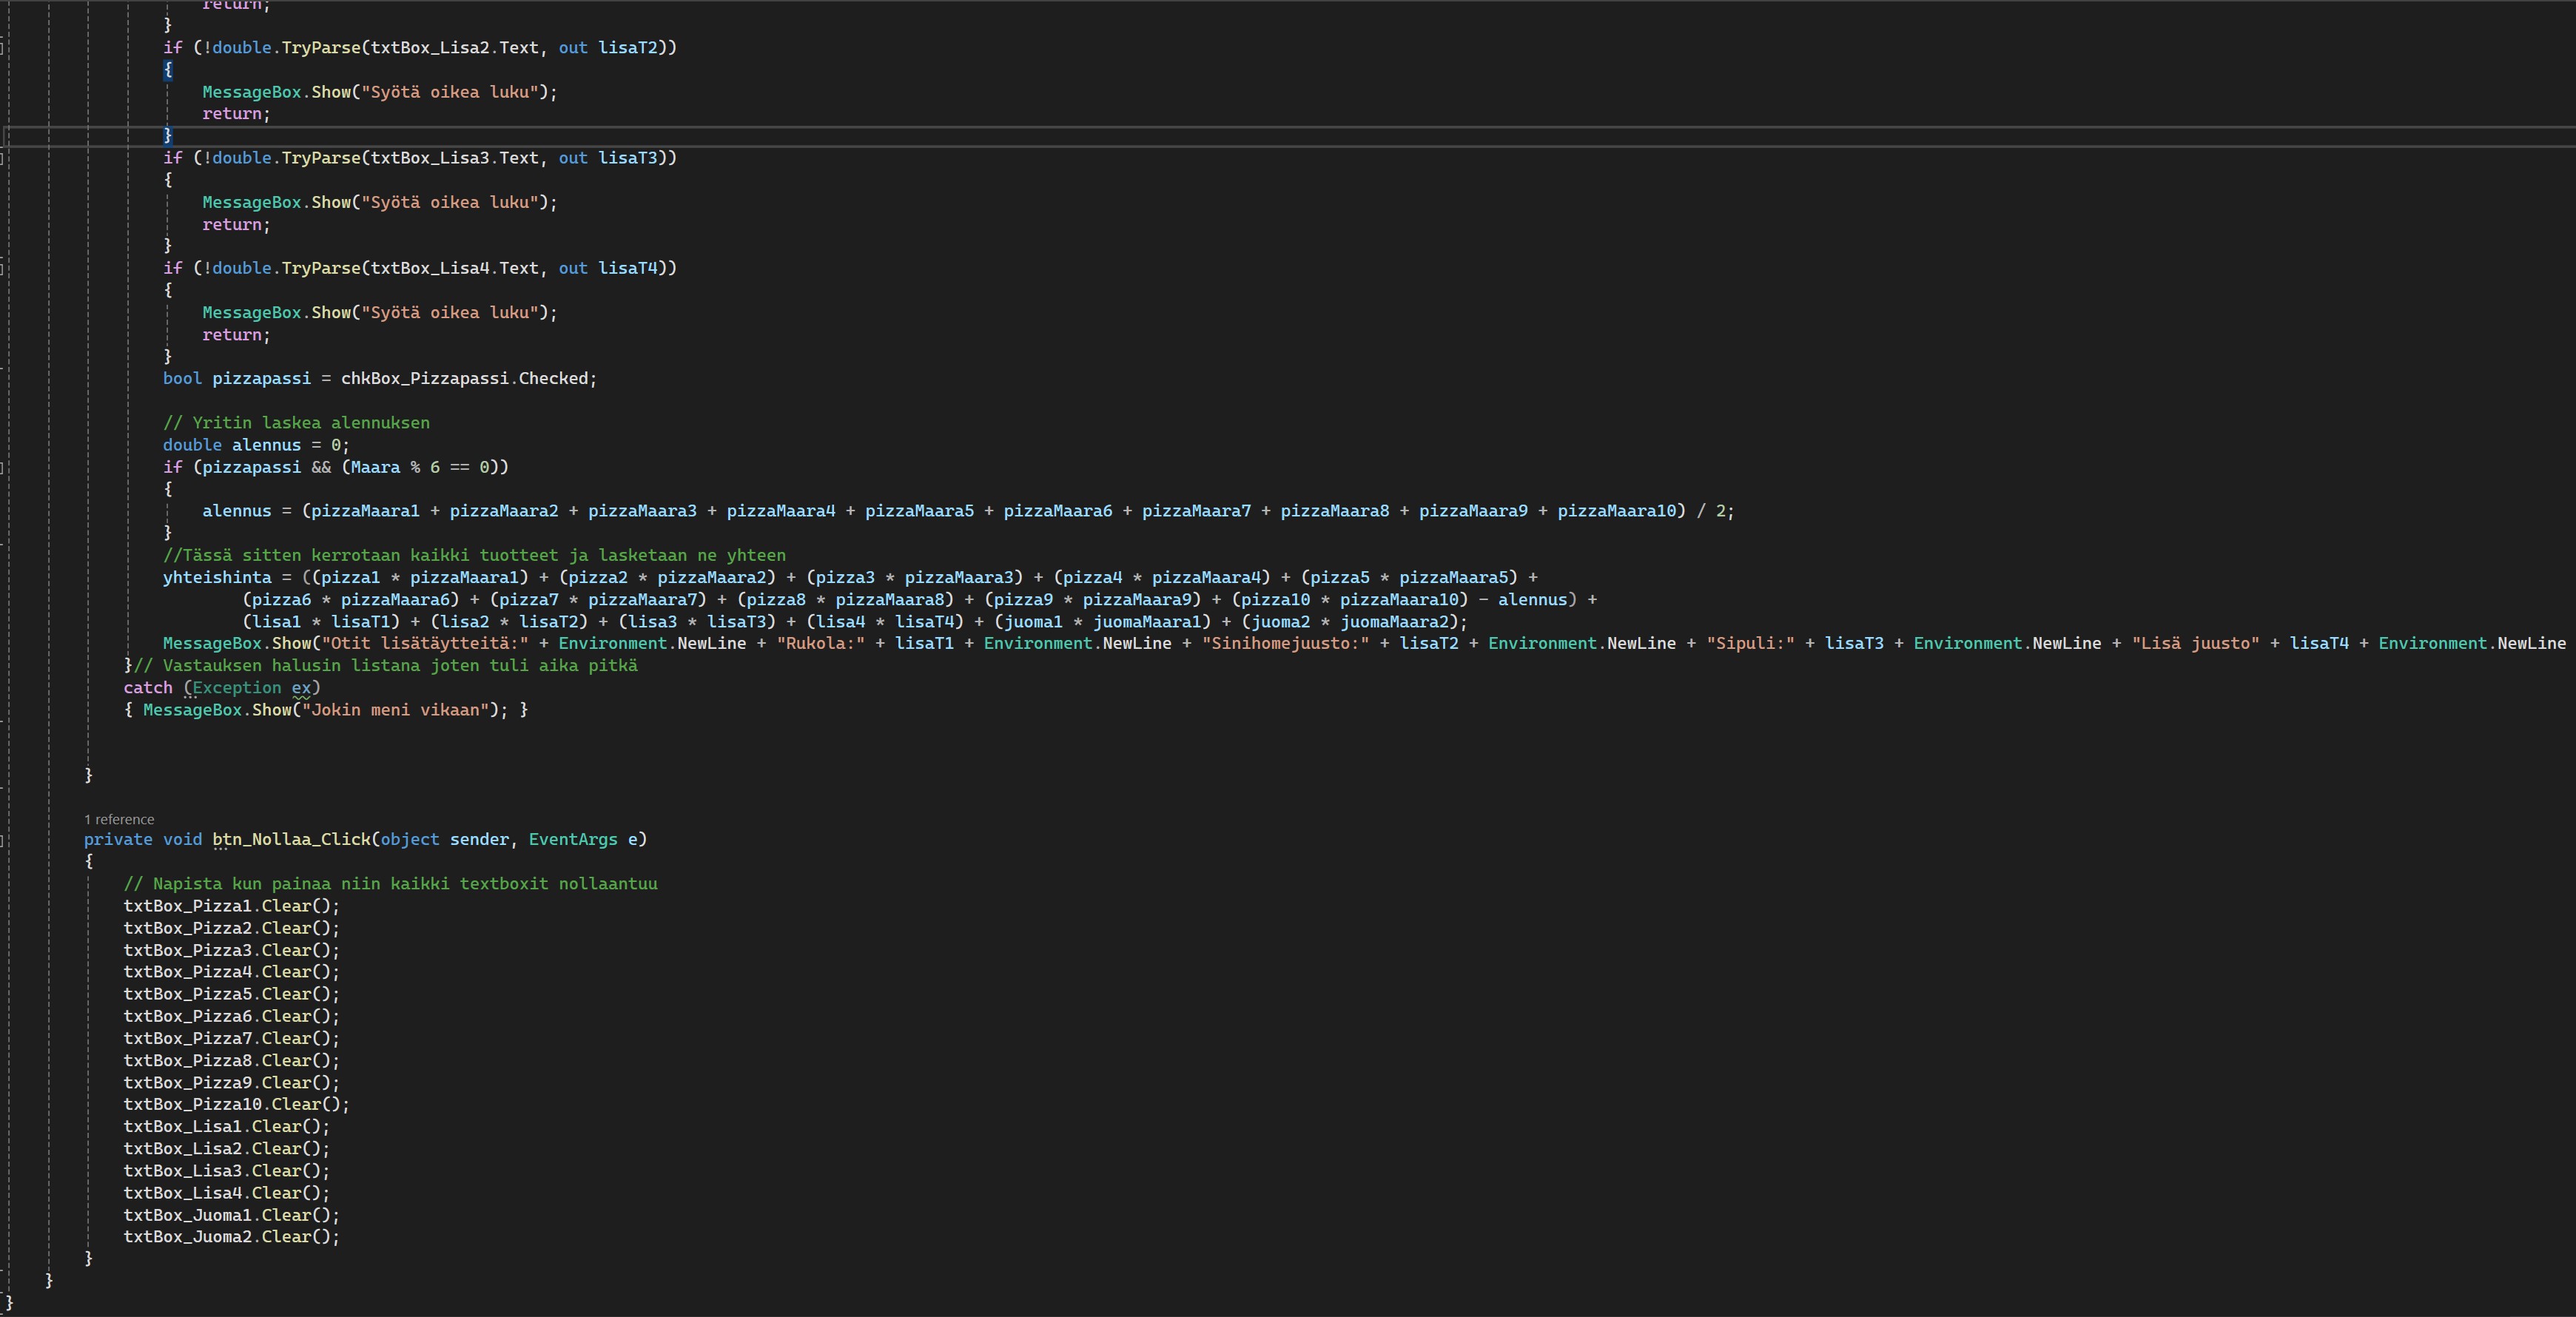 return;
}
if (!double.TryParse(txtBox_Lisa2.Text, out lisaT2))
{
MessageBox.Show("Syötä oikea luku");
return;
}
if (!double.TryParse(txtBox_Lisa3.Text, out lisaT3))
{
MessageBox.Show("Syötä oikea luku");
return;
}
if (!double.TryParse(txtBox_Lisa4.Text, out lisaT4))
{
MessageBox.Show("Syötä oikea luku");
return;
}
bool pizzapassi = chkBox_Pizzapassi.Checked;
// Yritin laskea alennuksen
double alennus = 0;
if (pizzapassi && (Maara % 6 == 0))
{
alennus = (pizzaMaara1 + pizzaMaara2 + pizzaMaara3 + pizzaMaara4 + pizzaMaara5 + pizzaMaara6 + pizzaMaara7 + pizzaMaara8 + pizzaMaara9 + pizzaMaara10) / 2;
}
//Tässä sitten kerrotaan kaikki tuotteet ja lasketaan ne yhteen
yhteishinta = ((pizza1 * pizzaMaara1) + (pizza2 * pizzaMaara2) + (pizza3 * pizzaMaara3) + (pizza4 * pizzaMaara4) + (pizza5 * pizzaMaara5) +
(pizza6 * pizzaMaara6) + (pizza7 * pizzaMaara7) + (pizza8 * pizzaMaara8) + (pizza9 * pizzaMaara9) + (pizza10 * pizzaMaara10) - alennus) +
(lisa1 * lisaT1) + (lisa2 * lisaT2) + (lisa3 * lisaT3) + (lisa4 * lisaT4) + (juoma1 * juomaMaara1) + (juoma2 * juomaMaara2);
MessageBox.Show("Otit lisätäytteitä:" + Environment.NewLine + "Rukola:" + lisaT1 + Environment.NewLine + "Sinihomejuusto:" + lisaT2 + Environment.NewLine + "Sipuli:" + lisaT3 + Environment.NewLine + "Lisä juusto" + lisaT4 + Environment.NewLine
}// Vastauksen halusin listana joten tuli aika pitkä
catch (Exception ex)
{ MessageBox.Show("Jokin meni vikaan"); }
}
1 reference
private void btn_Nollaa_Click(object sender, EventArgs e)
{
// Napista kun painaa niin kaikki textboxit nollaantuu
txtBox_Pizza1.Clear();
txtBox_Pizza2.Clear();
txtBox_Pizza3.Clear();
txtBox_Pizza4.Clear();
txtBox_Pizza5.Clear();
txtBox_Pizza6.Clear();
txtBox_Pizza7.Clear();
txtBox_Pizza8.Clear();
txtBox_Pizza9.Clear();
txtBox_Pizza10.Clear();
txtBox_Lisa1.Clear();
txtBox_Lisa2.Clear();
txtBox_Lisa3.Clear();
txtBox_Lisa4.Clear();
txtBox_Juoma1.Clear();
txtBox_Juoma2.Clear();
}
}
}